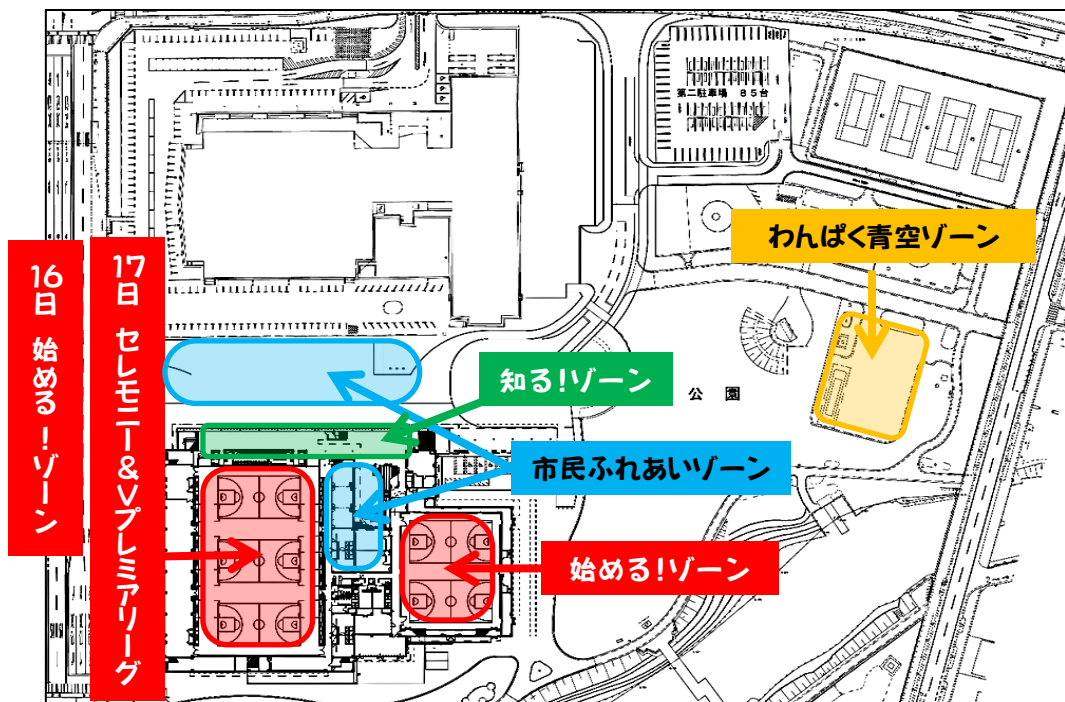 第二駐車場 85台
わんぱく青空ゾーン
16日 始める!ゾーン
17日 セレモニー&Vプレミアリーグ
知る!ゾーン
公園
市民ふれあいゾーン
始める!ゾーン